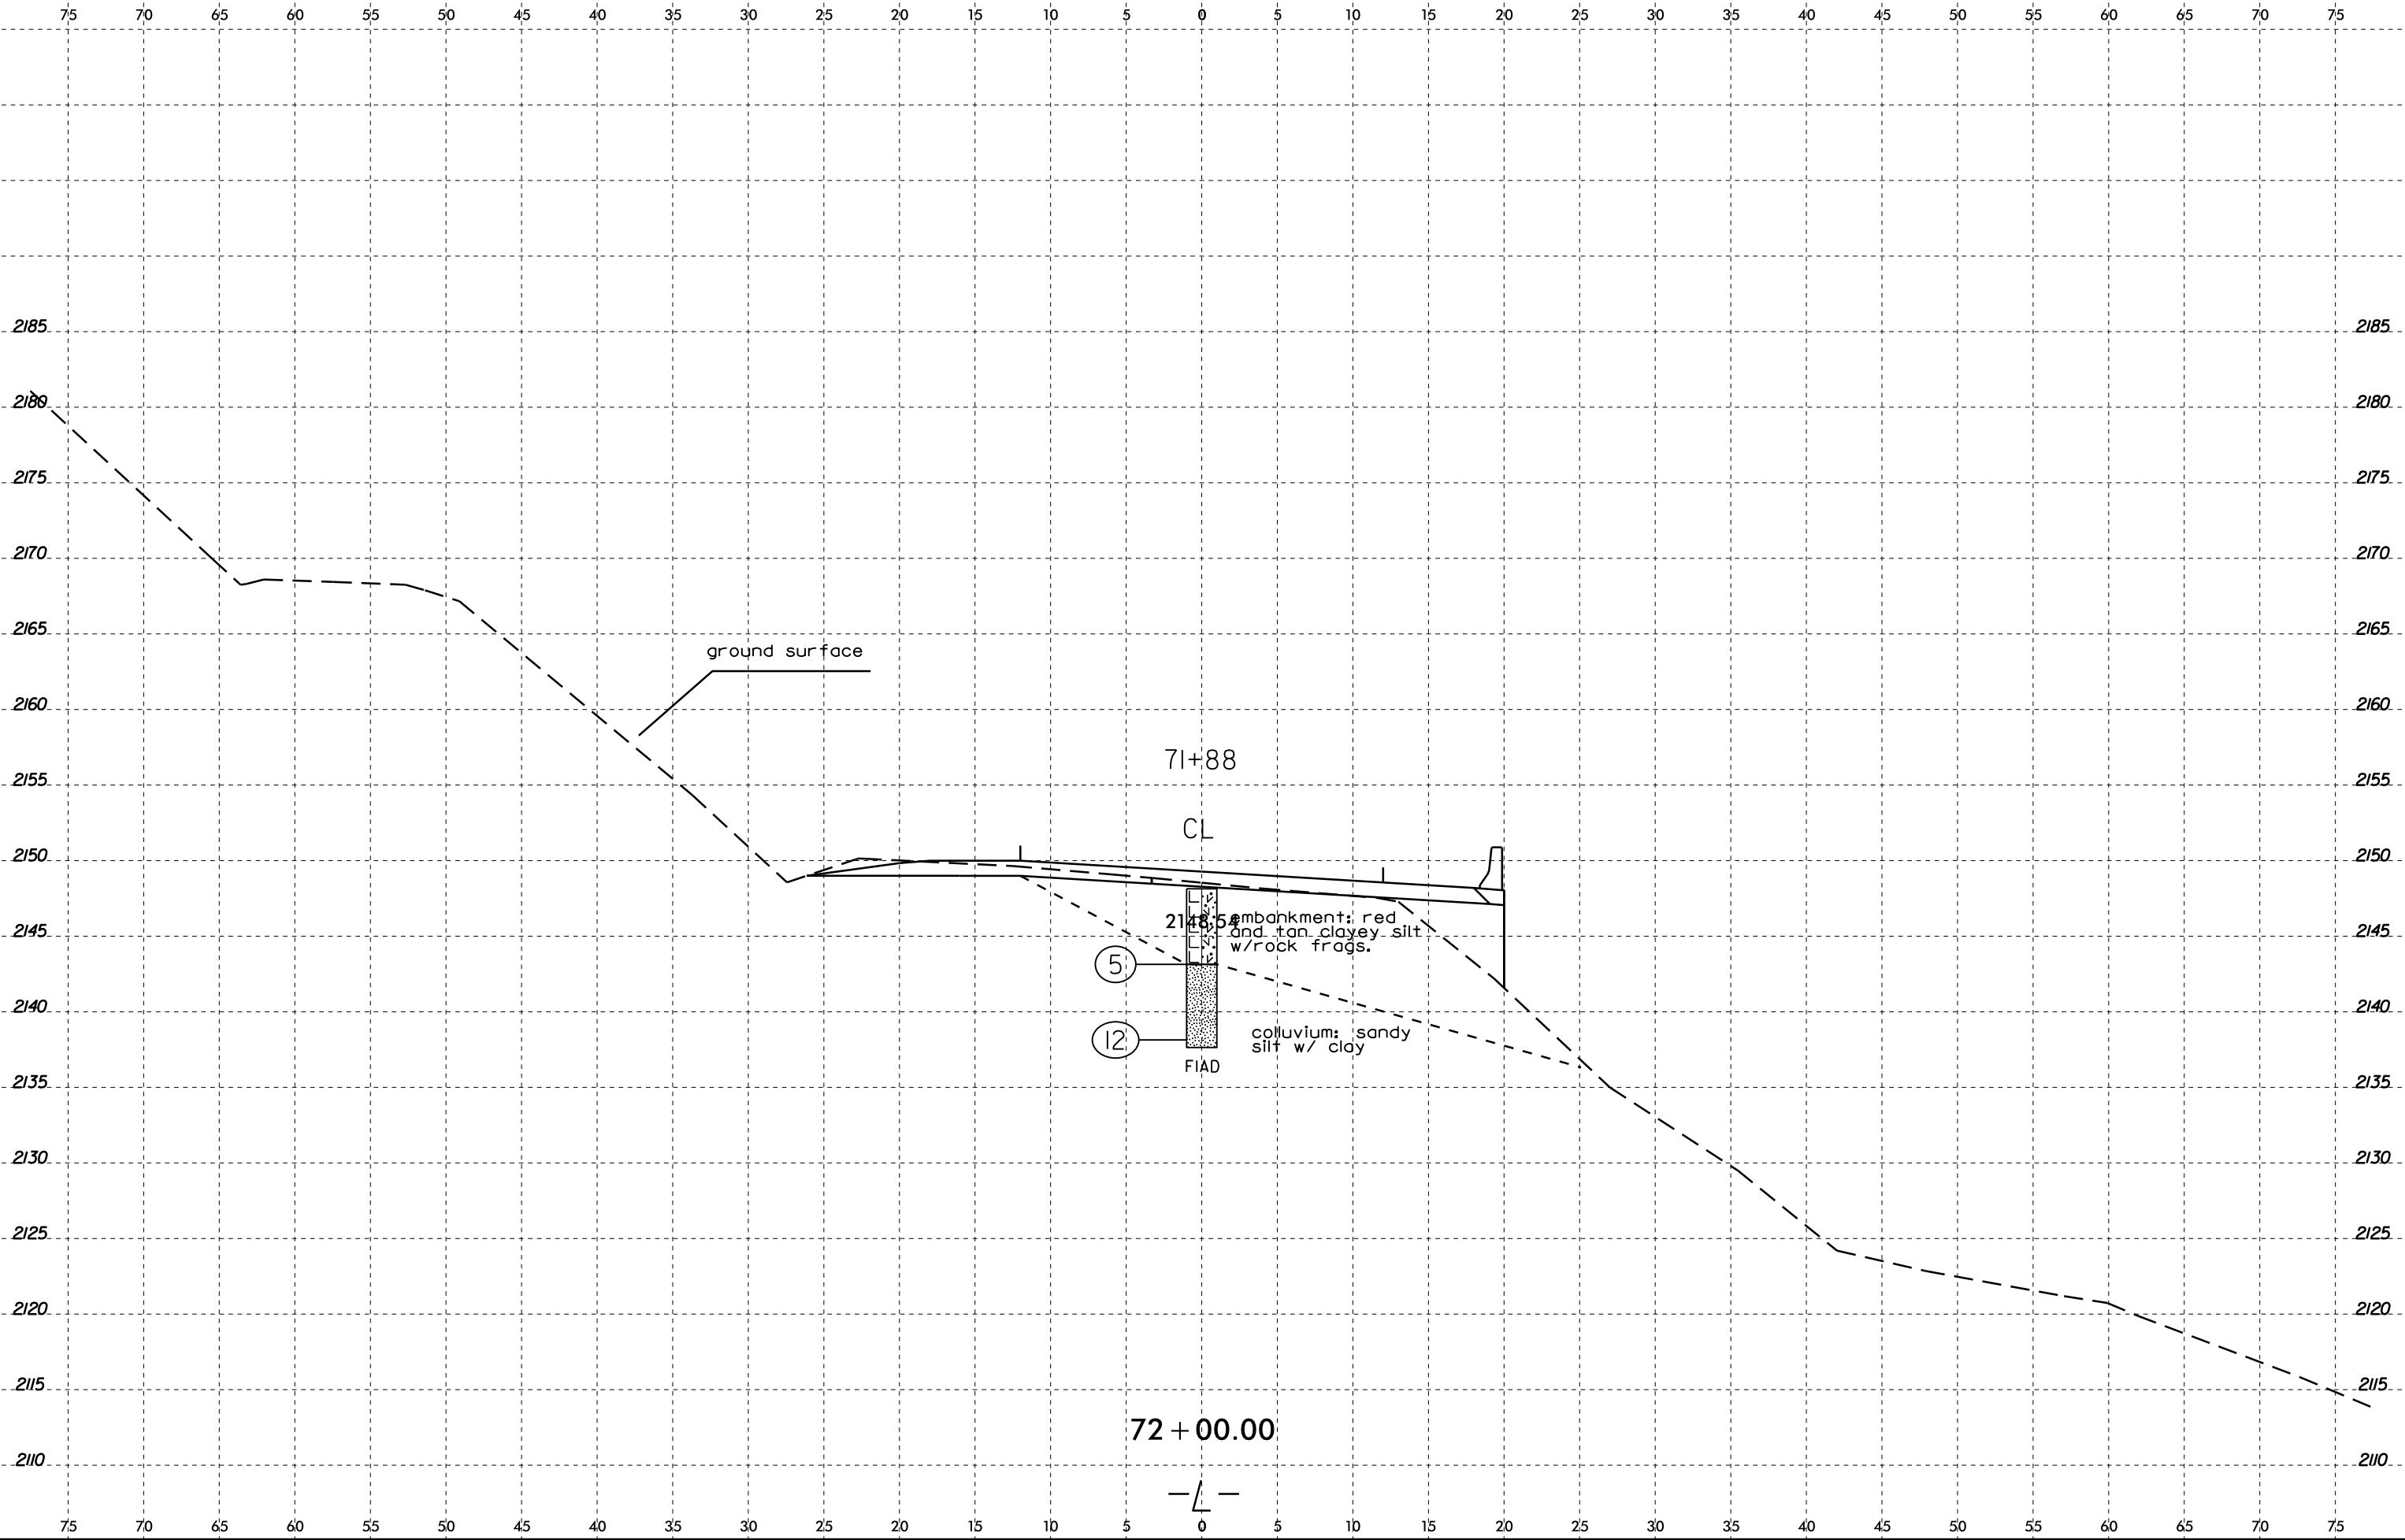 75 70 65 60 55 50 45 40 35 30 25 20 15 10 5 0 5 10 15 20 25 30 35 40 45 50 55 60 65 70 75
2185 2185
2180 2180
2175 2175
2170 2170
2165 2165
ground surface
2160 2160
71+88
2155 2155
CL
2150 2150
2148.54
embankment: red
and tan clayey silt
w/rock frags.
2145 2145
5
2140 2140
12
colluvium: sandy
silt w/ clay
FIAD
2135 2135
2130 2130
2125 2125
2120 2120
2115 2115
72+00.00
2110 2110
-L-
75 70 65 60 55 50 45 40 35 30 25 20 15 10 5 0 5 10 15 20 25 30 35 40 45 50 55 60 65 70 75